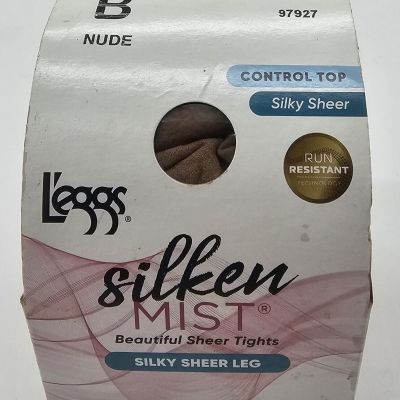 B
97927
NUDE
CONTROL TOP
Silky Sheer
RUN
RESISTANT
TECHNOLOGY
L'eggs®
silken
MIST®
Beautiful Sheer Tights
SILKY SHEER LEG